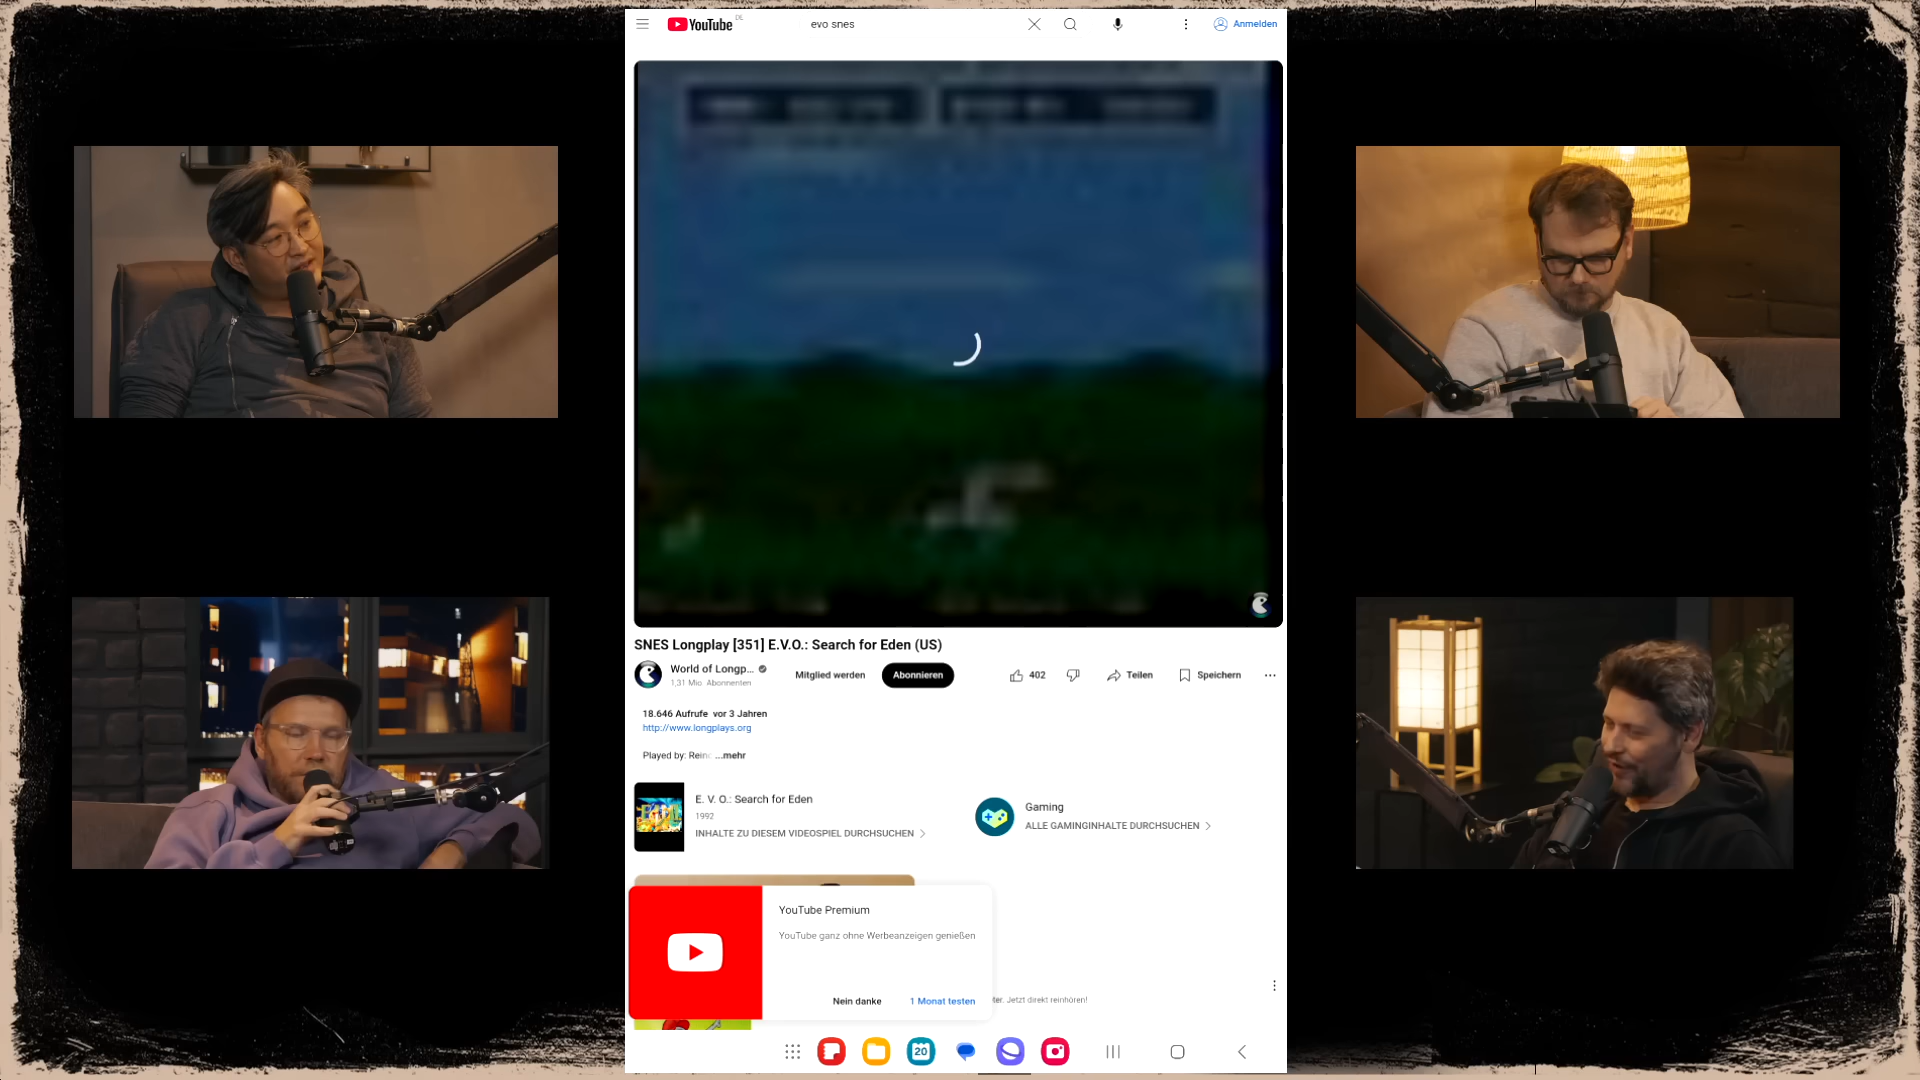 YouTube DE
evo snes
Anmelden
SNES Longplay [351] E.V.O.: Search for Eden (US)
World of Longp...
1,31 Mio Abonnenten
Mitglied werden
Abonnieren
402
Teilen
Speichern
18.646 Aufrufe vor 3 Jahren
http://www.longplays.org
Played by: Rein ...mehr
E. V. O.: Search for Eden
1992
INHALTE ZU DIESEM VIDEOSPIEL DURCHSUCHEN
Gaming
ALLE GAMINGINHALTE DURCHSUCHEN
YouTube Premium
YouTube ganz ohne Werbeanzeigen genießen
Nein danke
1 Monat testen
ter. Jetzt direkt reinhören!
20